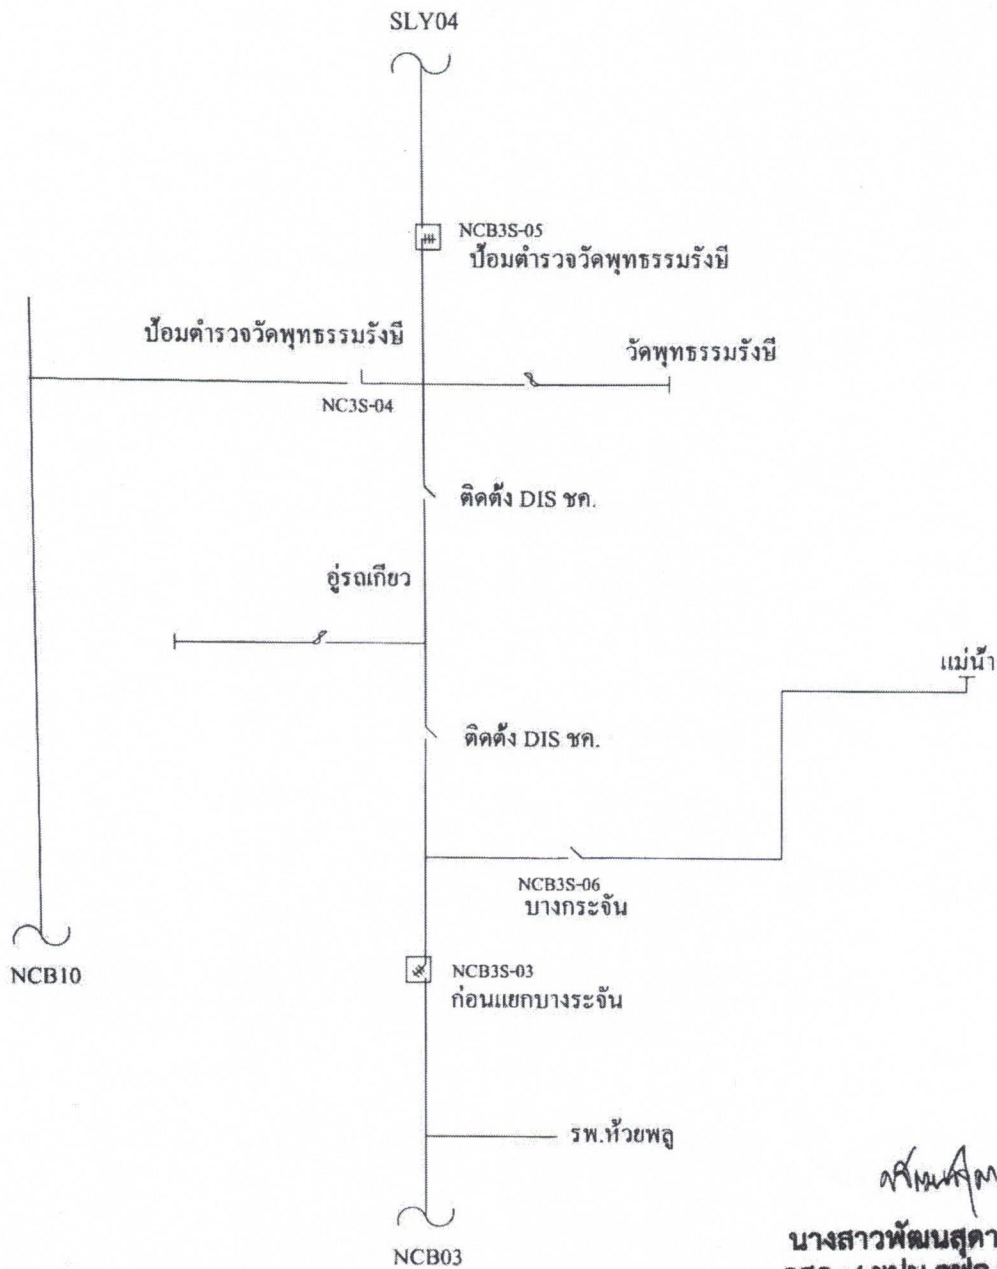 SLY04
NCB3S-05
ป้อมตำรวจวัดพุทธรรมรังษี
ป้อมตำรวจวัดพุทธรรมรังษี
วัดพุทธรรมรังษี
NC3S-04
ติดตั้ง DIS ชค.
อู่รถเกียว
แม่น้ำ
ติดตั้ง DIS ชค.
NCB3S-06
บางกระจัน
NCB10
NCB3S-03
ก่อนแยกบางระจัน
รพ.ห้วยพลู
NCB03
นางสาวพัฒนสุดา